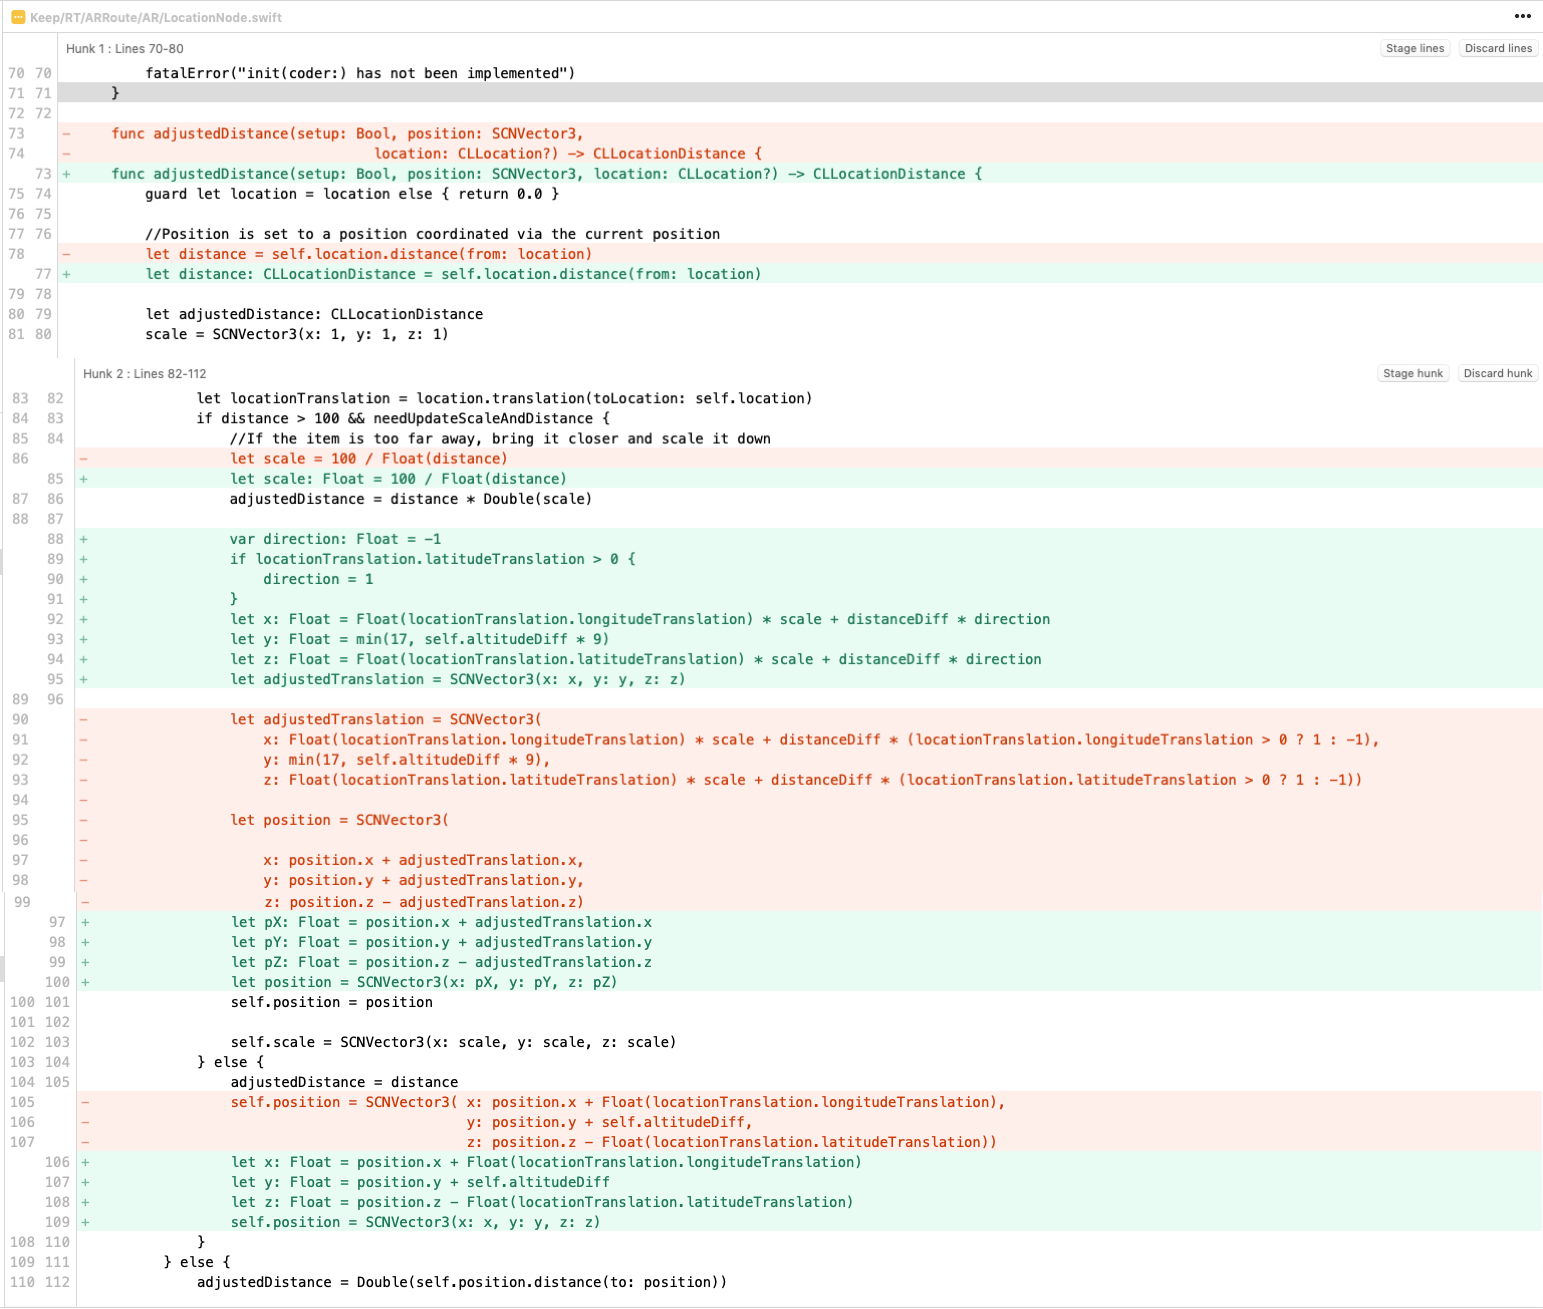 Keep/RT/ARRoute/AR/LocationNode.swift
Hunk 1 : Lines 70-80 Stage lines Discard lines
70 70 fatalError("init(coder:) has not been implemented")
71 71 }
72 72
73 - func adjustedDistance(setup: Bool, position: SCNVector3,
74 - location: CLLocation?) -> CLLocationDistance {
73 + func adjustedDistance(setup: Bool, position: SCNVector3, location: CLLocation?) -> CLLocationDistance {
75 74 guard let location = location else { return 0.0 }
76 75
77 76 //Position is set to a position coordinated via the current position
78 - let distance = self.location.distance(from: location)
77 + let distance: CLLocationDistance = self.location.distance(from: location)
79 78
80 79 let adjustedDistance: CLLocationDistance
81 80 scale = SCNVector3(x: 1, y: 1, z: 1)
Hunk 2 : Lines 82-112 Stage hunk Discard hunk
83 82 let locationTranslation = location.translation(toLocation: self.location)
84 83 if distance > 100 && needUpdateScaleAndDistance {
85 84 //If the item is too far away, bring it closer and scale it down
86 - let scale = 100 / Float(distance)
85 + let scale: Float = 100 / Float(distance)
87 86 adjustedDistance = distance * Double(scale)
88 87
88 + var direction: Float = -1
89 + if locationTranslation.latitudeTranslation > 0 {
90 + direction = 1
91 + }
92 + let x: Float = Float(locationTranslation.longitudeTranslation) * scale + distanceDiff * direction
93 + let y: Float = min(17, self.altitudeDiff * 9)
94 + let z: Float = Float(locationTranslation.latitudeTranslation) * scale + distanceDiff * direction
95 + let adjustedTranslation = SCNVector3(x: x, y: y, z: z)
89 96
90 - let adjustedTranslation = SCNVector3(
91 - x: Float(locationTranslation.longitudeTranslation) * scale + distanceDiff * (locationTranslation.longitudeTranslation > 0 ? 1 : -1),
92 - y: min(17, self.altitudeDiff * 9),
93 - z: Float(locationTranslation.latitudeTranslation) * scale + distanceDiff * (locationTranslation.latitudeTranslation > 0 ? 1 : -1))
94 -
95 - let position = SCNVector3(
96 -
97 - x: position.x + adjustedTranslation.x,
98 - y: position.y + adjustedTranslation.y,
99 - z: position.z - adjustedTranslation.z)
97 + let pX: Float = position.x + adjustedTranslation.x
98 + let pY: Float = position.y + adjustedTranslation.y
99 + let pZ: Float = position.z - adjustedTranslation.z
100 + let position = SCNVector3(x: pX, y: pY, z: pZ)
100 101 self.position = position
101 102
102 103 self.scale = SCNVector3(x: scale, y: scale, z: scale)
103 104 } else {
104 105 adjustedDistance = distance
105 - self.position = SCNVector3( x: position.x + Float(locationTranslation.longitudeTranslation),
106 - y: position.y + self.altitudeDiff,
107 - z: position.z - Float(locationTranslation.latitudeTranslation))
106 + let x: Float = position.x + Float(locationTranslation.longitudeTranslation)
107 + let y: Float = position.y + self.altitudeDiff
108 + let z: Float = position.z - Float(locationTranslation.latitudeTranslation)
109 + self.position = SCNVector3(x: x, y: y, z: z)
108 110 }
109 111 } else {
110 112 adjustedDistance = Double(self.position.distance(to: position))